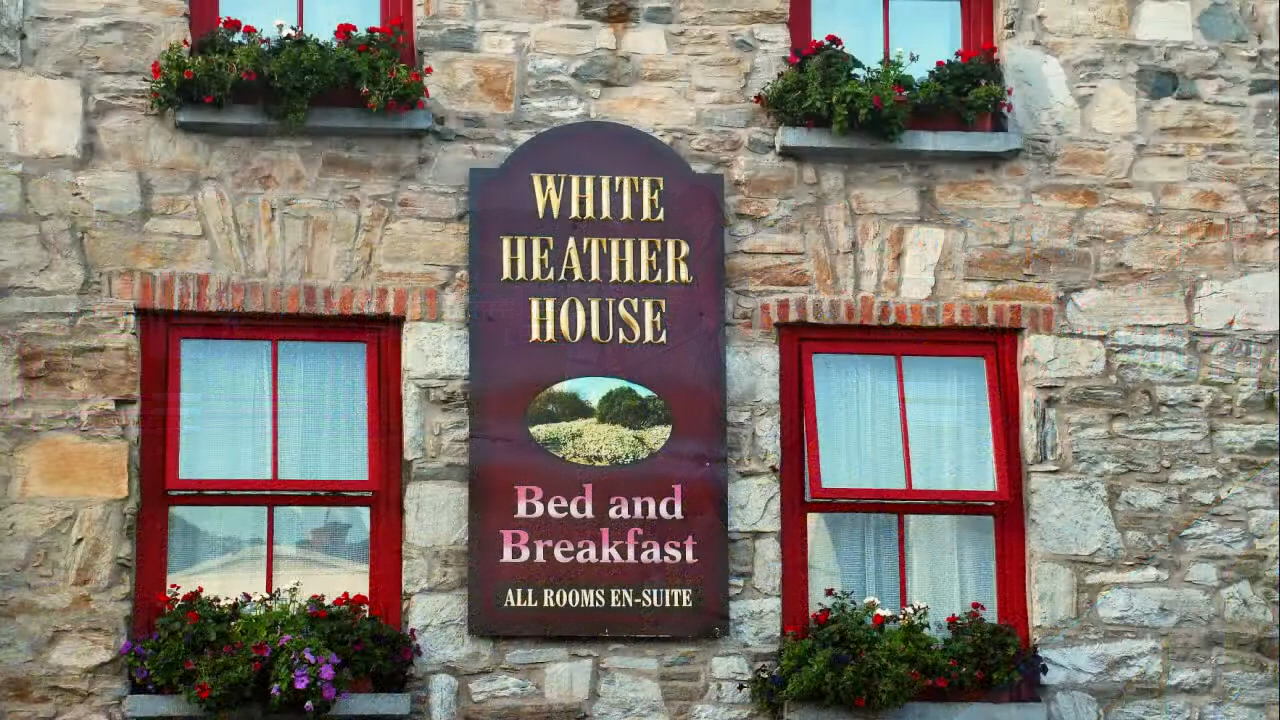 WHITE
HEATHER
HOUSE
Bed and
Breakfast
ALL ROOMS EN-SUITE